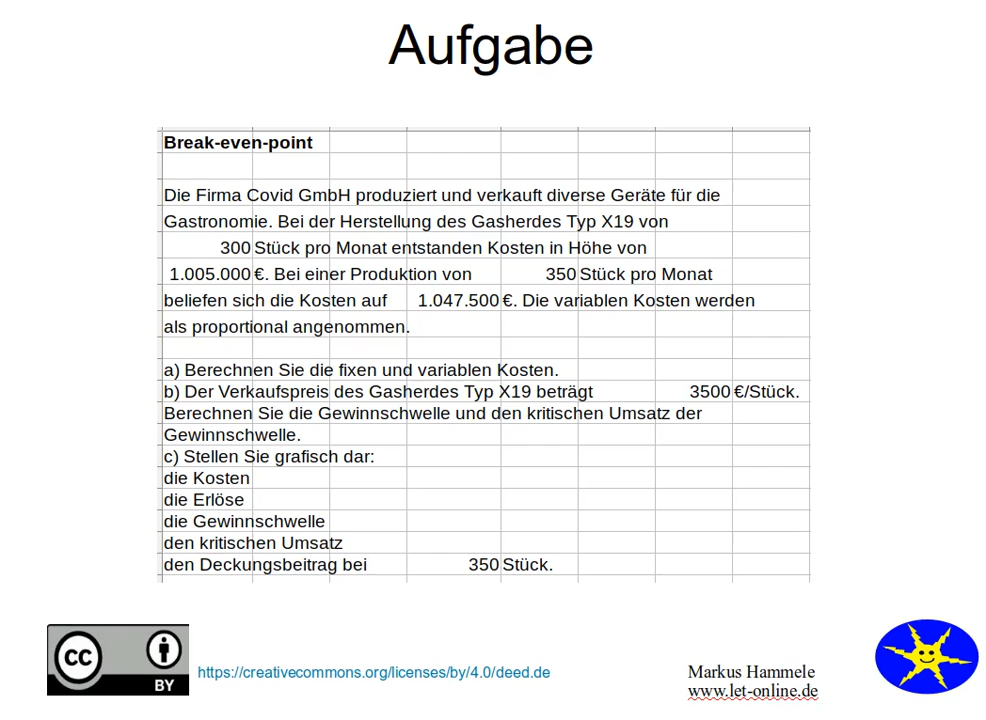 Aufgabe
Break-even-point
Die Firma Covid GmbH produziert und verkauft diverse Geräte für die
Gastronomie. Bei der Herstellung des Gasherdes Typ X19 von
300 Stück pro Monat entstanden Kosten in Höhe von
1.005.000 €. Bei einer Produktion von 350 Stück pro Monat
beliefen sich die Kosten auf 1.047.500 €. Die variablen Kosten werden
als proportional angenommen.
a) Berechnen Sie die fixen und variablen Kosten.
b) Der Verkaufspreis des Gasherdes Typ X19 beträgt 3500 €/Stück.
Berechnen Sie die Gewinnschwelle und den kritischen Umsatz der
Gewinnschwelle.
c) Stellen Sie grafisch dar:
die Kosten
die Erlöse
die Gewinnschwelle
den kritischen Umsatz
den Deckungsbeitrag bei 350 Stück.
CC
BY
https://creativecommons.org/licenses/by/4.0/deed.de
Markus Hammele
www.let-online.de